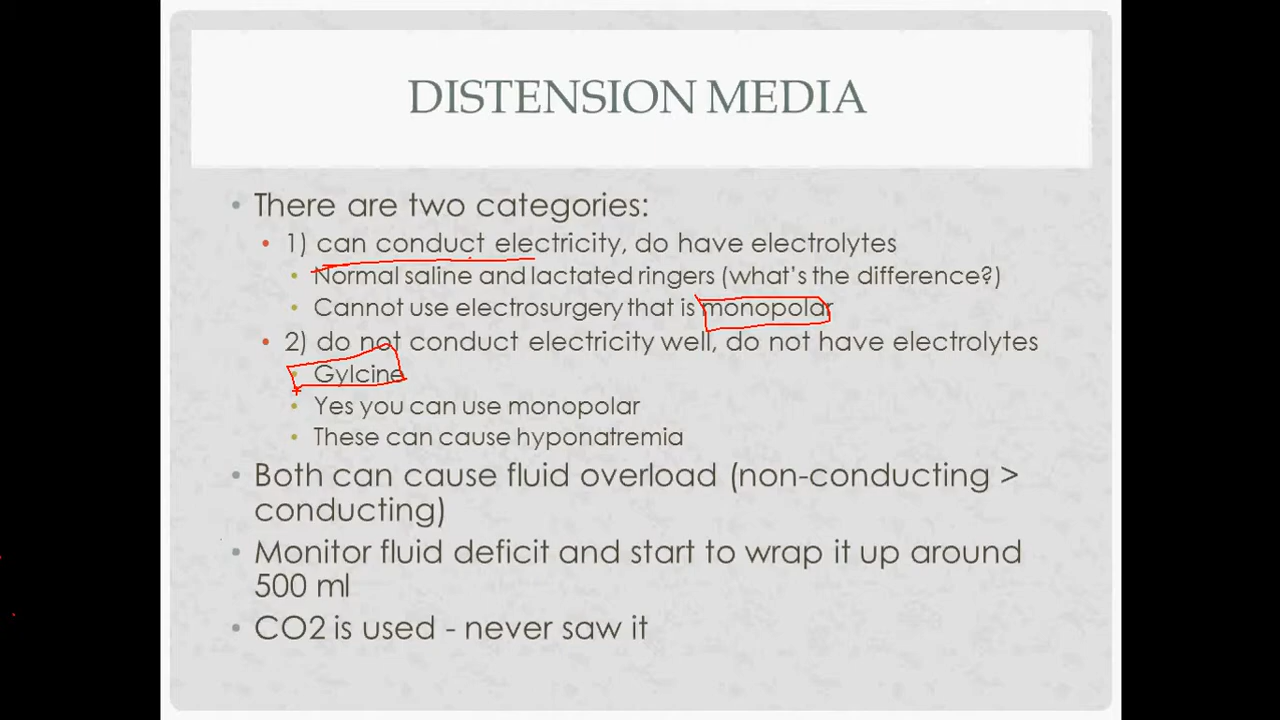 DISTENSION MEDIA
• There are two categories:
• 1) can conduct electricity, do have electrolytes
• Normal saline and lactated ringers (what's the difference?)
• Cannot use electrosurgery that is monopolar
• 2) do not conduct electricity well, do not have electrolytes
• Gylcine
• Yes you can use monopolar
• These can cause hyponatremia
• Both can cause fluid overload (non-conducting >
conducting)
• Monitor fluid deficit and start to wrap it up around
500 ml
• CO2 is used - never saw it